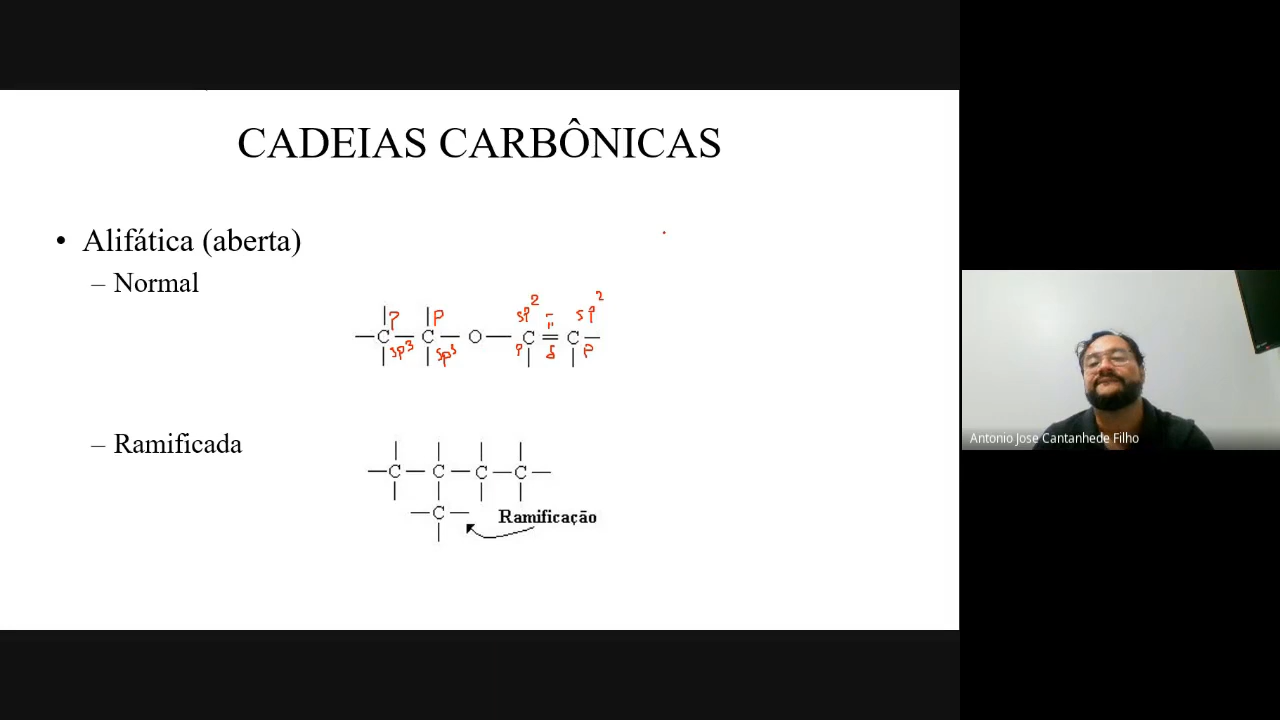 CADEIAS CARBÔNICAS
• Alifática (aberta)
– Normal
sp² π sp²
p p
C C O C C
sp³ sp³ p δ p
– Ramificada
C C C C
C
Ramificação
Antonio Jose Cantanhede Filho